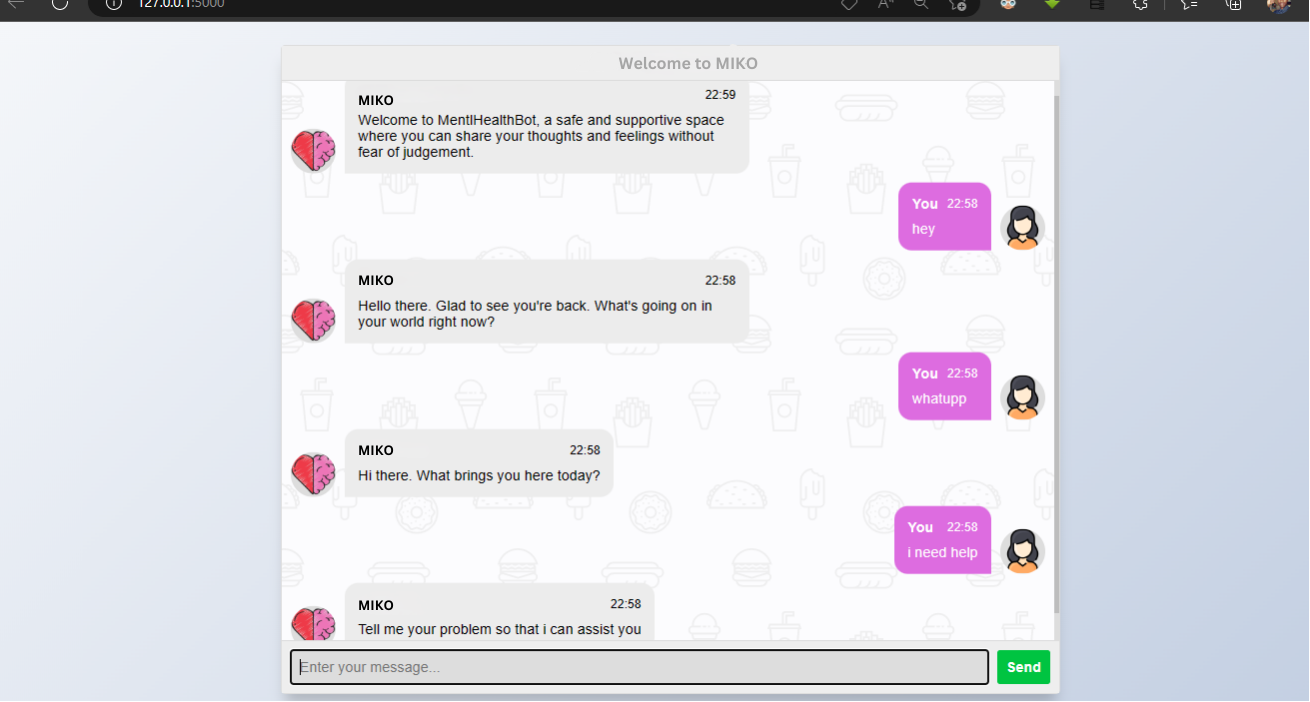 127.0.0.1:5000
Welcome to MIKO
MIKO 22:59
Welcome to MentlHealthBot, a safe and supportive space
where you can share your thoughts and feelings without
fear of judgement.
You 22:58
hey
MIKO 22:58
Hello there. Glad to see you're back. What's going on in
your world right now?
You 22:58
whatupp
MIKO 22:58
Hi there. What brings you here today?
You 22:58
i need help
MIKO 22:58
Tell me your problem so that i can assist you
Enter your message...
Send